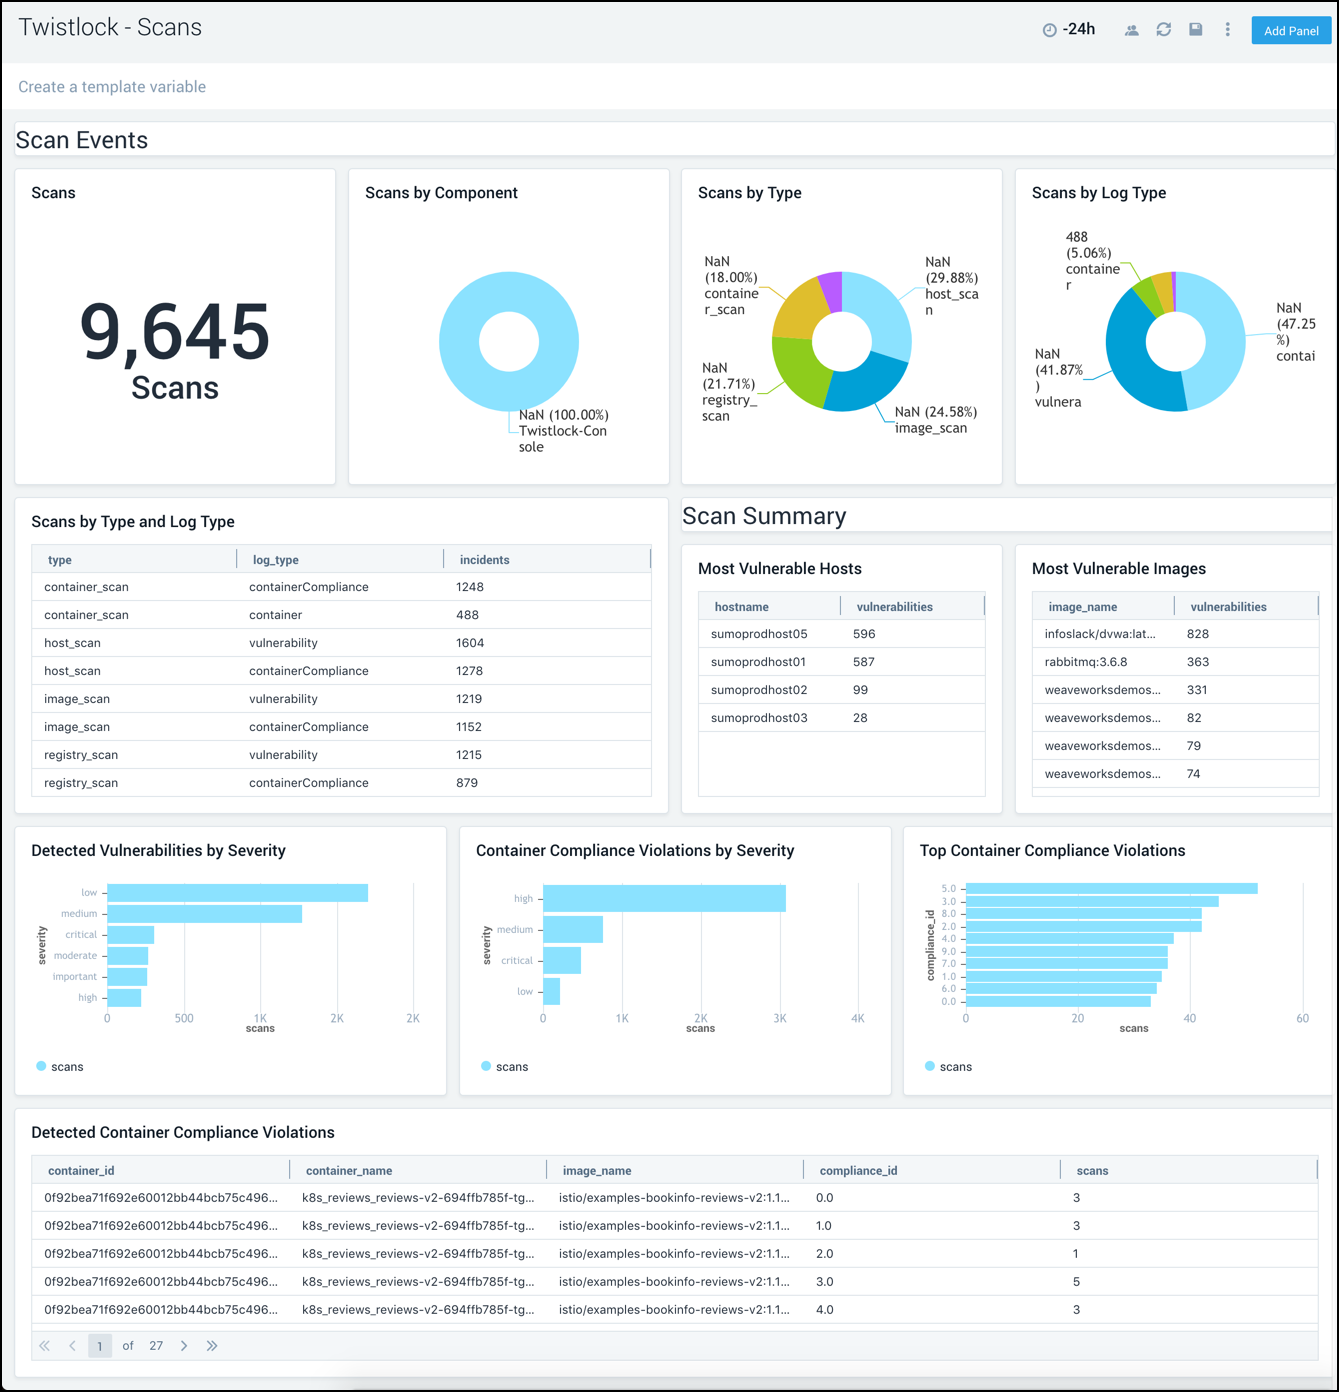 Twistlock - Scans
-24h
Add Panel
Create a template variable
Scan Events
Scans
9,645
Scans
Scans by Component
NaN (100.00%)
Twistlock-Con
sole
Scans by Type
NaN
(18.00%)
containe
r_scan
NaN
(29.88%)
host_sca
n
NaN
(21.71%)
registry_
scan
NaN (24.58%)
image_scan
Scans by Log Type
488
(5.06%)
containe
r
NaN
(47.25
%)
contai
NaN
(41.87%
)
vulnera
Scans by Type and Log Type
type log_type incidents
container_scan containerCompliance 1248
container_scan container 488
host_scan vulnerability 1604
host_scan containerCompliance 1278
image_scan vulnerability 1219
image_scan containerCompliance 1152
registry_scan vulnerability 1215
registry_scan containerCompliance 879
Scan Summary
Most Vulnerable Hosts
hostname vulnerabilities
sumoprodhost05 596
sumoprodhost01 587
sumoprodhost02 99
sumoprodhost03 28
Most Vulnerable Images
image_name vulnerabilities
infoslack/dvwa:lat... 828
rabbitmq:3.6.8 363
weaveworksdemos... 331
weaveworksdemos... 82
weaveworksdemos... 79
weaveworksdemos... 74
Detected Vulnerabilities by Severity
severity
low
medium
critical
moderate
important
high
0 500 1K 2K 2K
scans
scans
Container Compliance Violations by Severity
severity
high
medium
critical
low
0 1K 2K 3K 4K
scans
scans
Top Container Compliance Violations
compliance_id
5.0
3.0
8.0
2.0
4.0
9.0
7.0
1.0
6.0
0.0
0 20 40 60
scans
scans
Detected Container Compliance Violations
container_id container_name image_name compliance_id scans
0f92bea71f692e60012bb44bcb75c496... k8s_reviews_reviews-v2-694ffb785f-tg... istio/examples-bookinfo-reviews-v2:1.1... 0.0 3
0f92bea71f692e60012bb44bcb75c496... k8s_reviews_reviews-v2-694ffb785f-tg... istio/examples-bookinfo-reviews-v2:1.1... 1.0 3
0f92bea71f692e60012bb44bcb75c496... k8s_reviews_reviews-v2-694ffb785f-tg... istio/examples-bookinfo-reviews-v2:1.1... 2.0 1
0f92bea71f692e60012bb44bcb75c496... k8s_reviews_reviews-v2-694ffb785f-tg... istio/examples-bookinfo-reviews-v2:1.1... 3.0 5
0f92bea71f692e60012bb44bcb75c496... k8s_reviews_reviews-v2-694ffb785f-tg... istio/examples-bookinfo-reviews-v2:1.1... 4.0 3
1 of 27